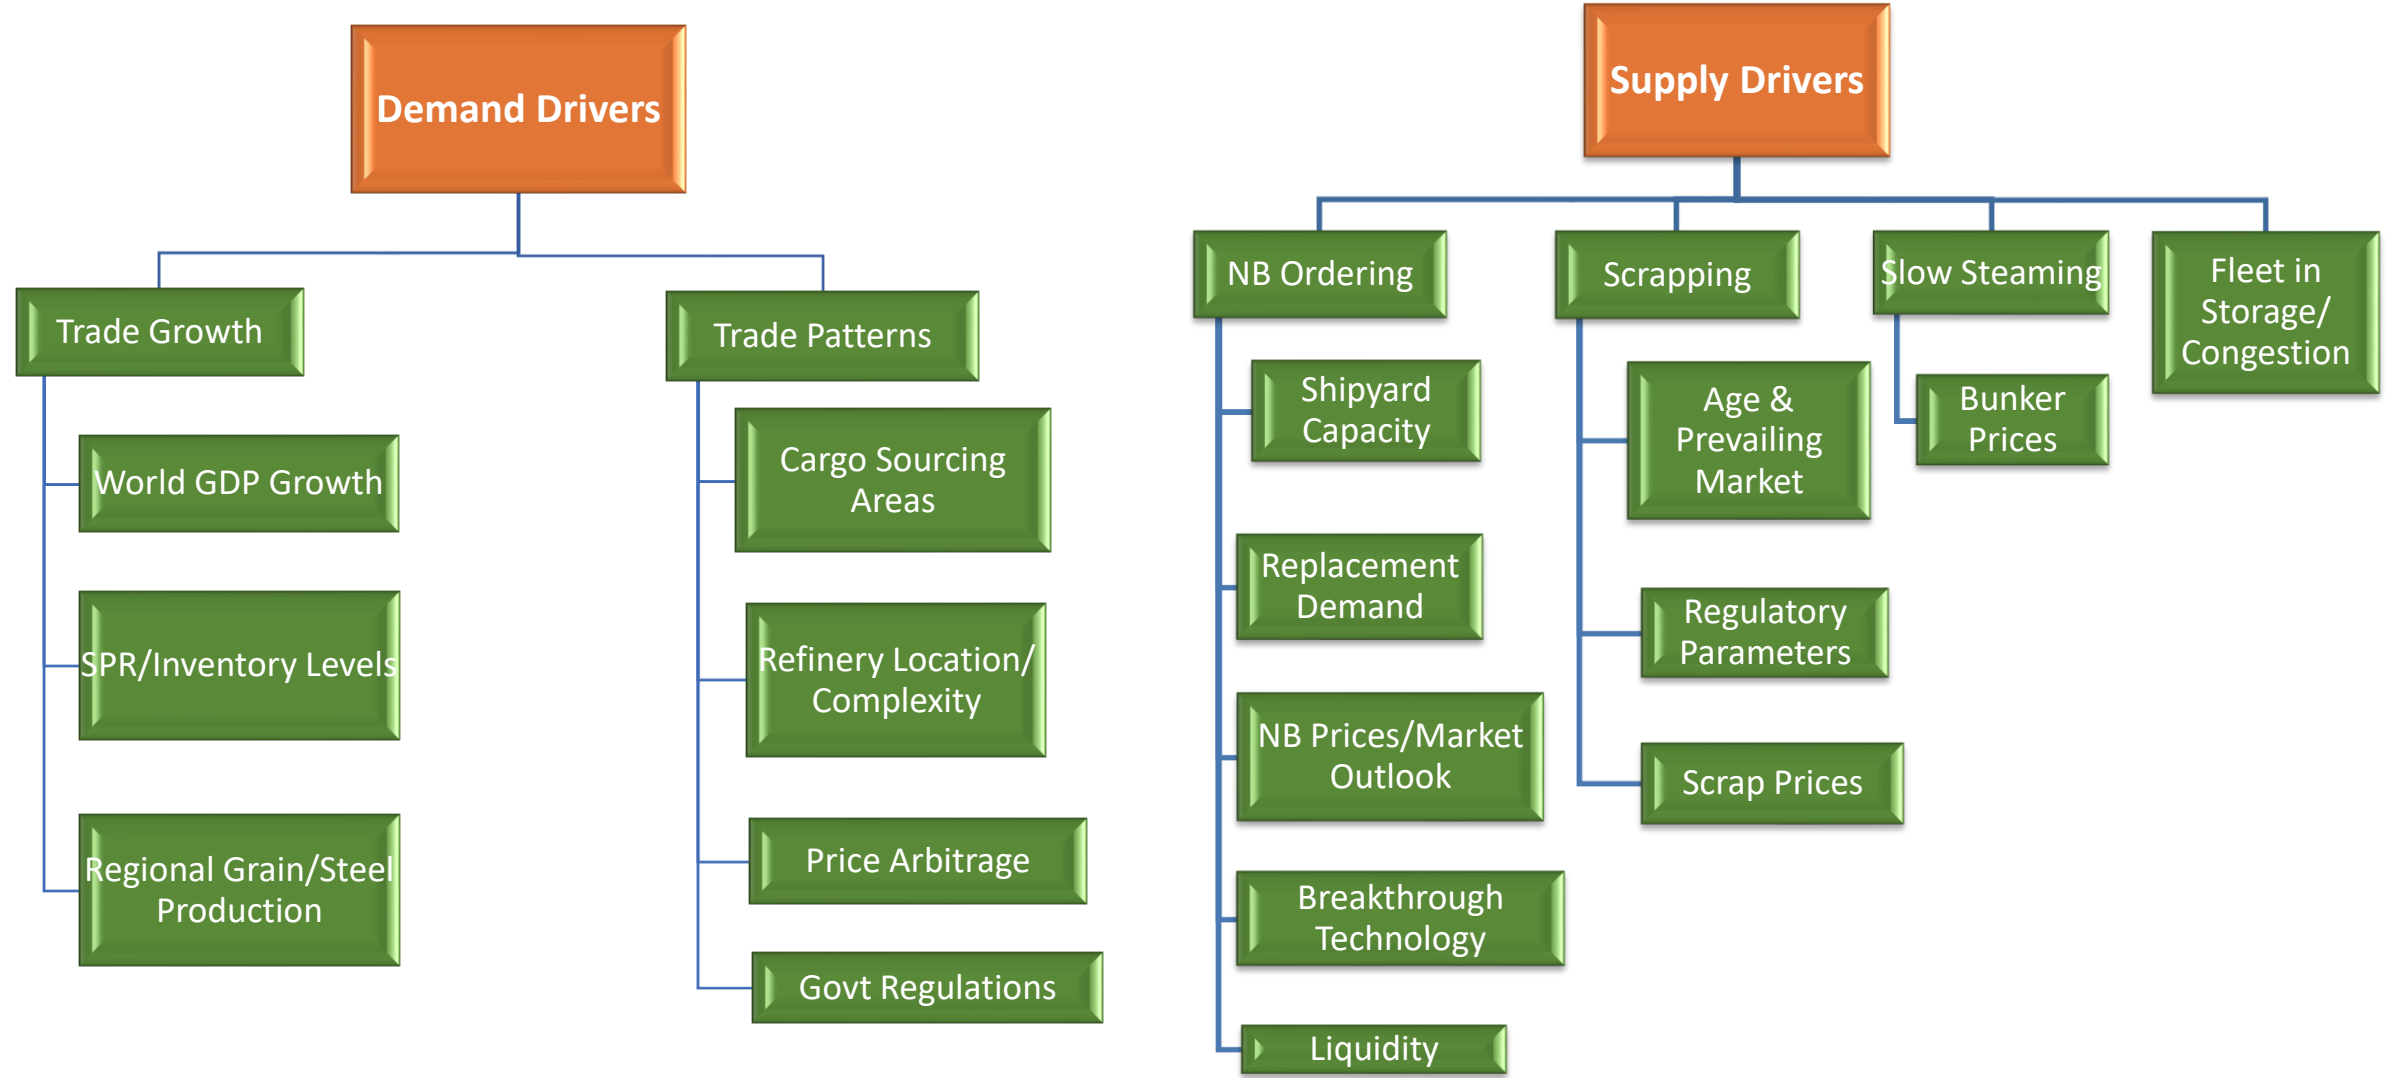 Demand Drivers
Trade Growth
World GDP Growth
SPR/Inventory Levels
Regional Grain/Steel
Production
Trade Patterns
Cargo Sourcing
Areas
Refinery Location/
Complexity
Price Arbitrage
Govt Regulations
Supply Drivers
NB Ordering
Shipyard
Capacity
Replacement
Demand
NB Prices/Market
Outlook
Breakthrough
Technology
Liquidity
Scrapping
Age &
Prevailing
Market
Regulatory
Parameters
Scrap Prices
Slow Steaming
Bunker
Prices
Fleet in
Storage/
Congestion